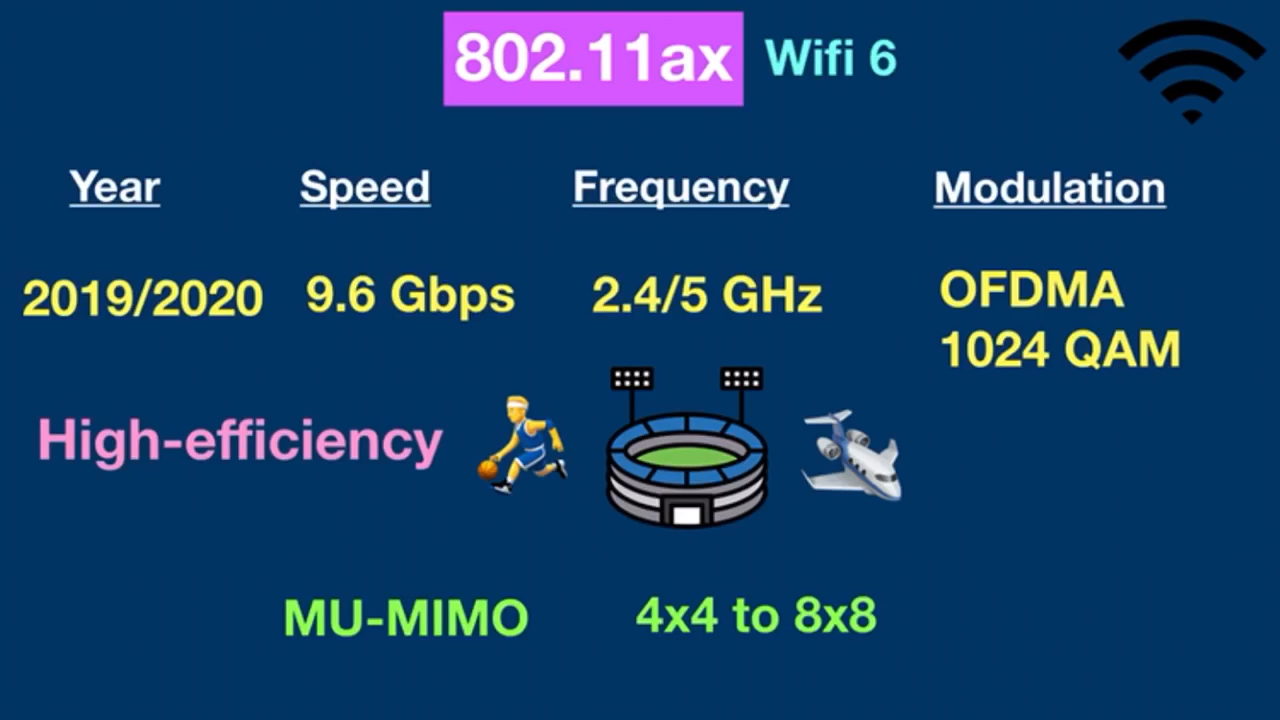 802.11ax Wifi 6
Year Speed Frequency Modulation
2019/2020 9.6 Gbps 2.4/5 GHz OFDMA
1024 QAM
High-efficiency
MU-MIMO 4x4 to 8x8